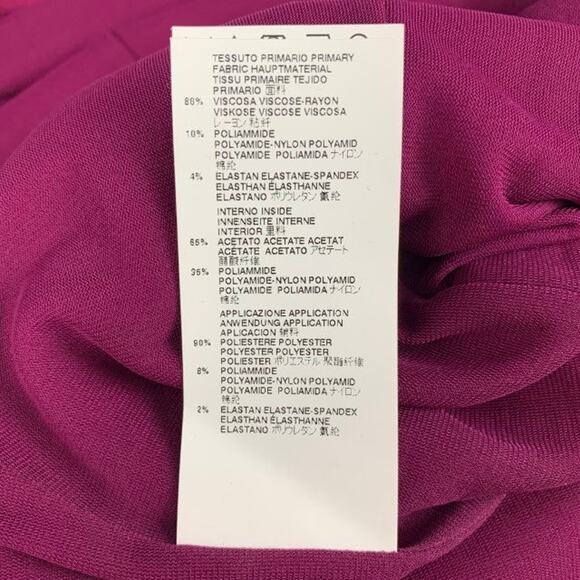 TESSUTO PRIMARIO PRIMARY
FABRIC HAUPTMATERIAL
TISSU PRIMAIRE TEJIDO
PRIMARIO 面料
86% VISCOSA VISCOSE-RAYON
VISKOSE VISCOSE VISCOSA
レーヨン 粘纤
10% POLIAMMIDE
POLYAMIDE-NYLON POLYAMID
POLYAMIDE POLIAMIDA ナイロン
锦纶
4% ELASTAN ELASTANE-SPANDEX
ELASTHAN ÉLASTHANNE
ELASTANO ポリウレタン 氨纶
INTERNO INSIDE
INNENSEITE INTERNE
INTERIOR 里料
65% ACETATO ACETATE ACETAT
ACÉTATE ACETATO アセテート
醋酸纤维
35% POLIAMMIDE
POLYAMIDE-NYLON POLYAMID
POLYAMIDE POLIAMIDA ナイロン
锦纶
APPLICAZIONE APPLICATION
ANWENDUNG APPLICATION
APLICACION 辅料
90% POLIESTERE POLYESTER
POLYESTER POLYESTER
POLIESTER ポリエステル 聚酯纤维
8% POLIAMMIDE
POLYAMIDE-NYLON POLYAMID
POLYAMIDE POLIAMIDA ナイロン
锦纶
2% ELASTAN ELASTANE-SPANDEX
ELASTHAN ÉLASTHANNE
ELASTANO ポリウレタン 氨纶